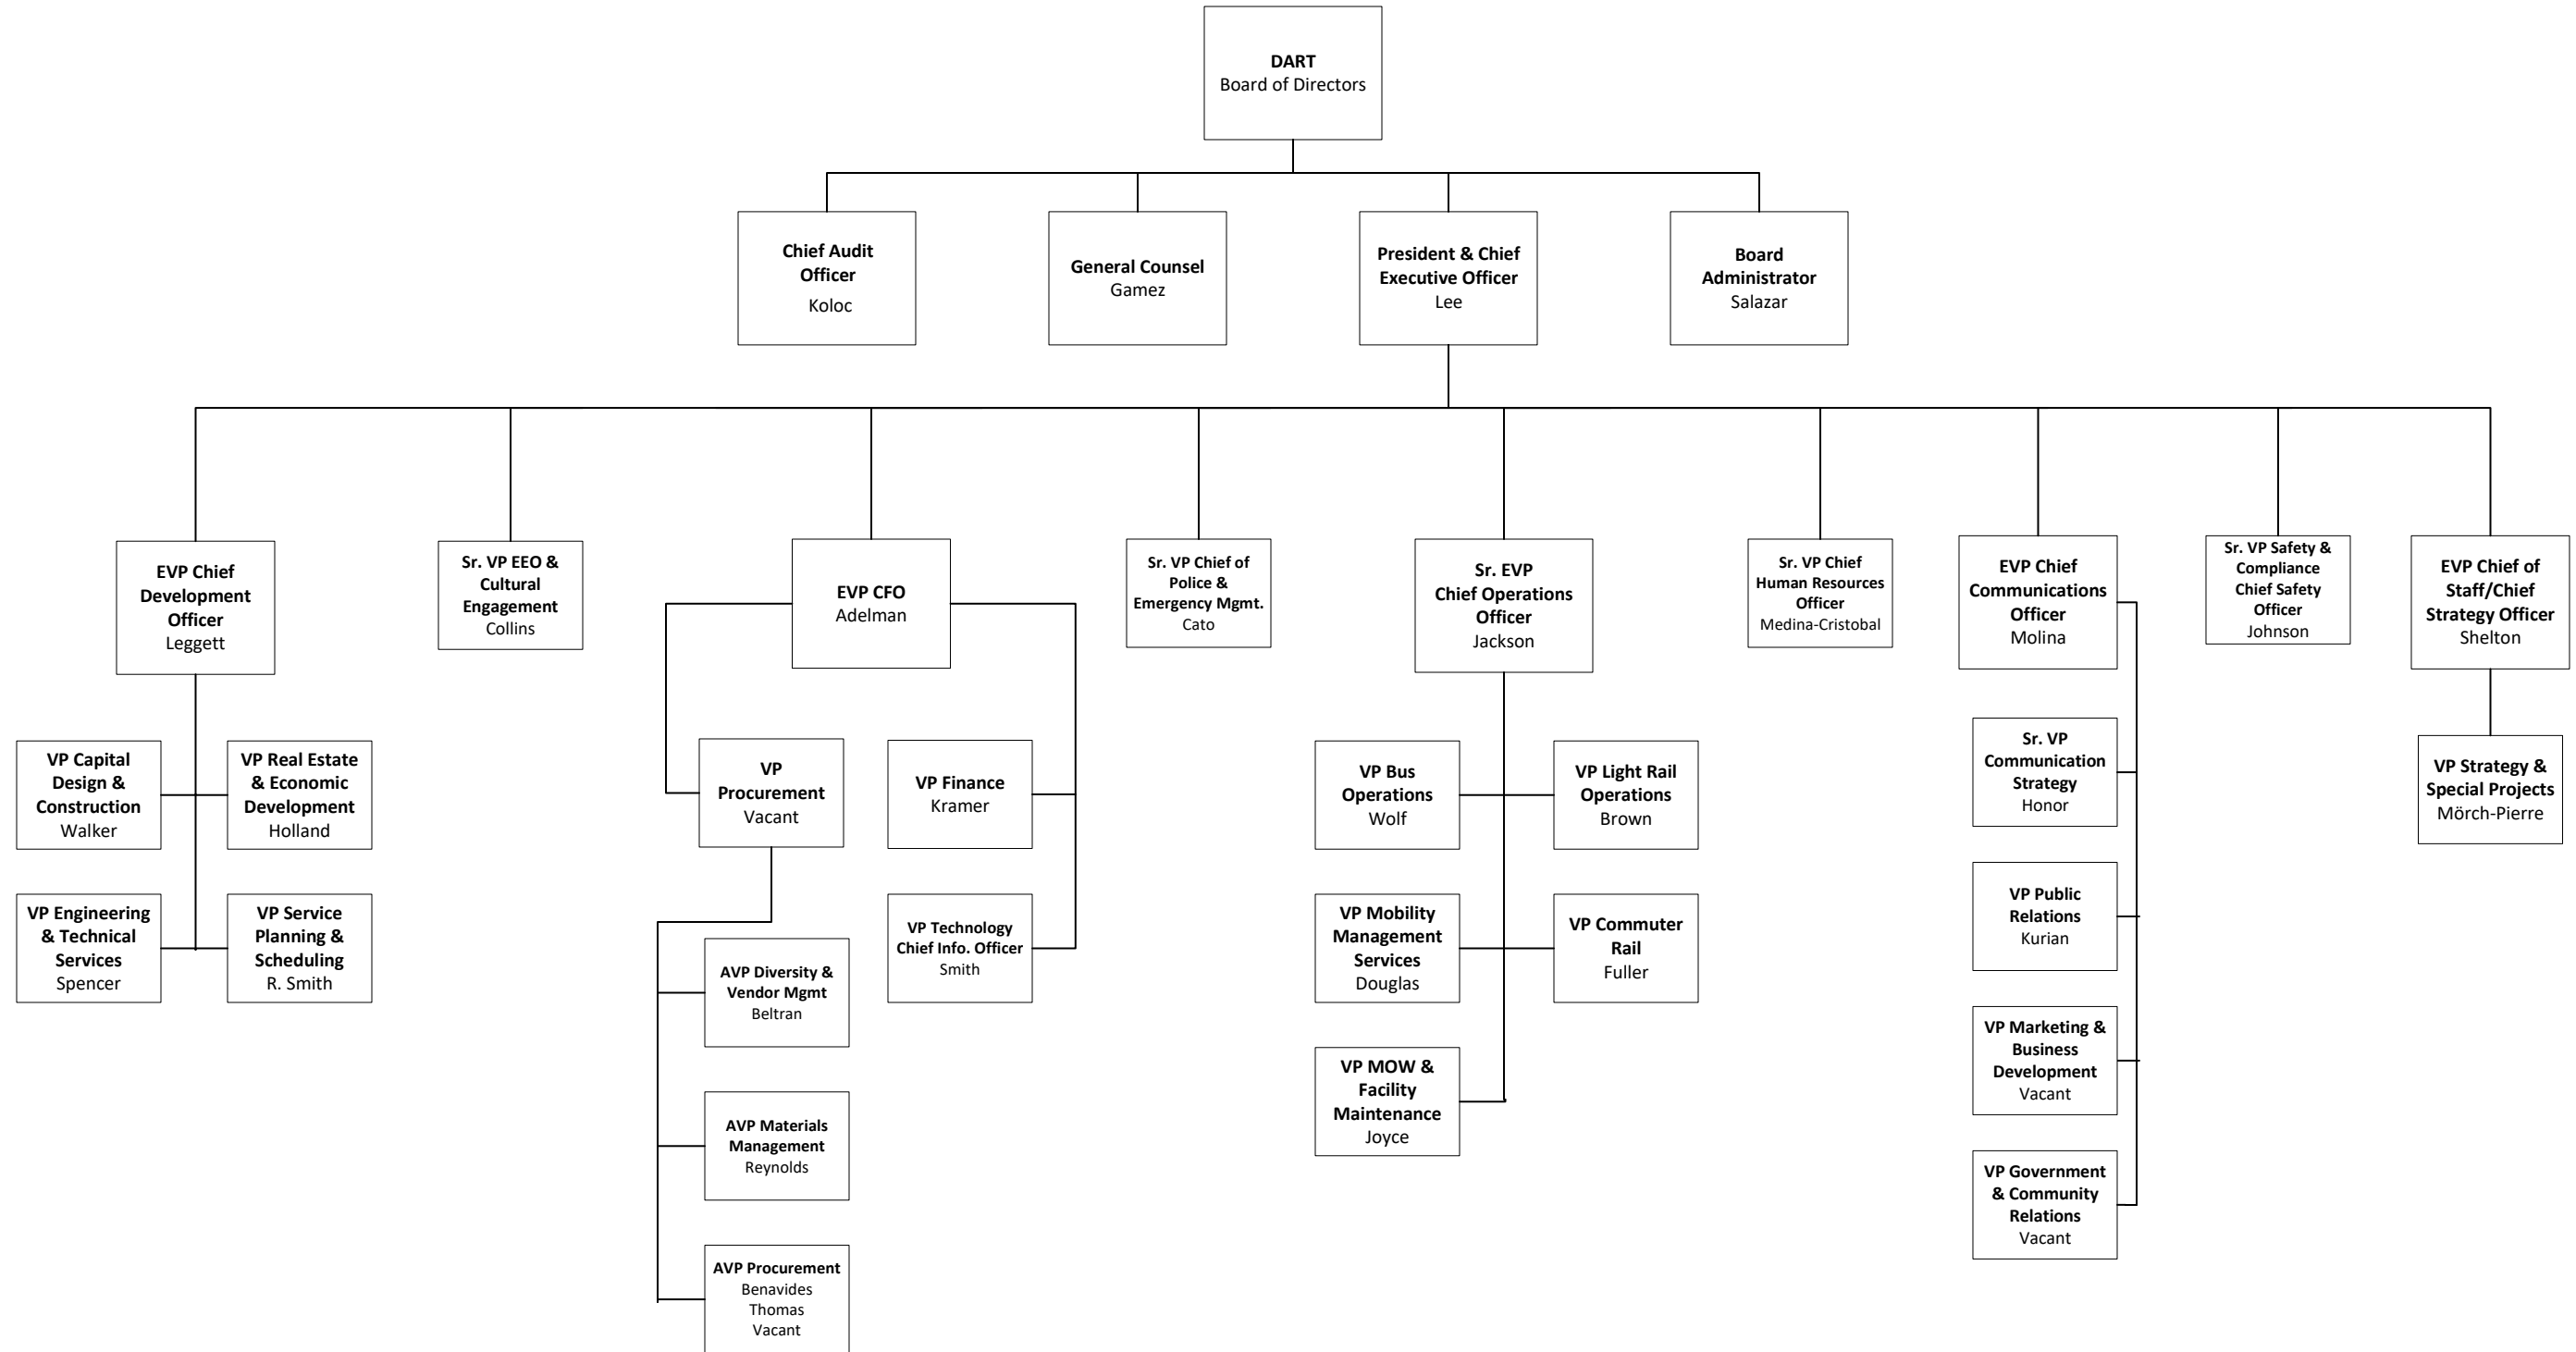 DART
Board of Directors
Chief Audit
Officer
Koloc
General Counsel
Gamez
President & Chief
Executive Officer
Lee
Board
Administrator
Salazar
EVP Chief
Development
Officer
Leggett
Sr. VP EEO &
Cultural
Engagement
Collins
EVP CFO
Adelman
Sr. VP Chief of
Police &
Emergency Mgmt.
Cato
Sr. EVP
Chief Operations
Officer
Jackson
Sr. VP Chief
Human Resources
Officer
Medina-Cristobal
EVP Chief
Communications
Officer
Molina
Sr. VP Safety &
Compliance
Chief Safety
Officer
Johnson
EVP Chief of
Staff/Chief
Strategy Officer
Shelton
VP Capital
Design &
Construction
Walker
VP Real Estate
& Economic
Development
Holland
VP Engineering
& Technical
Services
Spencer
VP Service
Planning &
Scheduling
R. Smith
VP
Procurement
Vacant
VP Finance
Kramer
VP Technology
Chief Info. Officer
Smith
AVP Diversity &
Vendor Mgmt
Beltran
AVP Materials
Management
Reynolds
AVP Procurement
Benavides
Thomas
Vacant
VP Bus
Operations
Wolf
VP Light Rail
Operations
Brown
VP Mobility
Management
Services
Douglas
VP Commuter
Rail
Fuller
VP MOW &
Facility
Maintenance
Joyce
Sr. VP
Communication
Strategy
Honor
VP Public
Relations
Kurian
VP Marketing &
Business
Development
Vacant
VP Government
& Community
Relations
Vacant
VP Strategy &
Special Projects
Mörch-Pierre